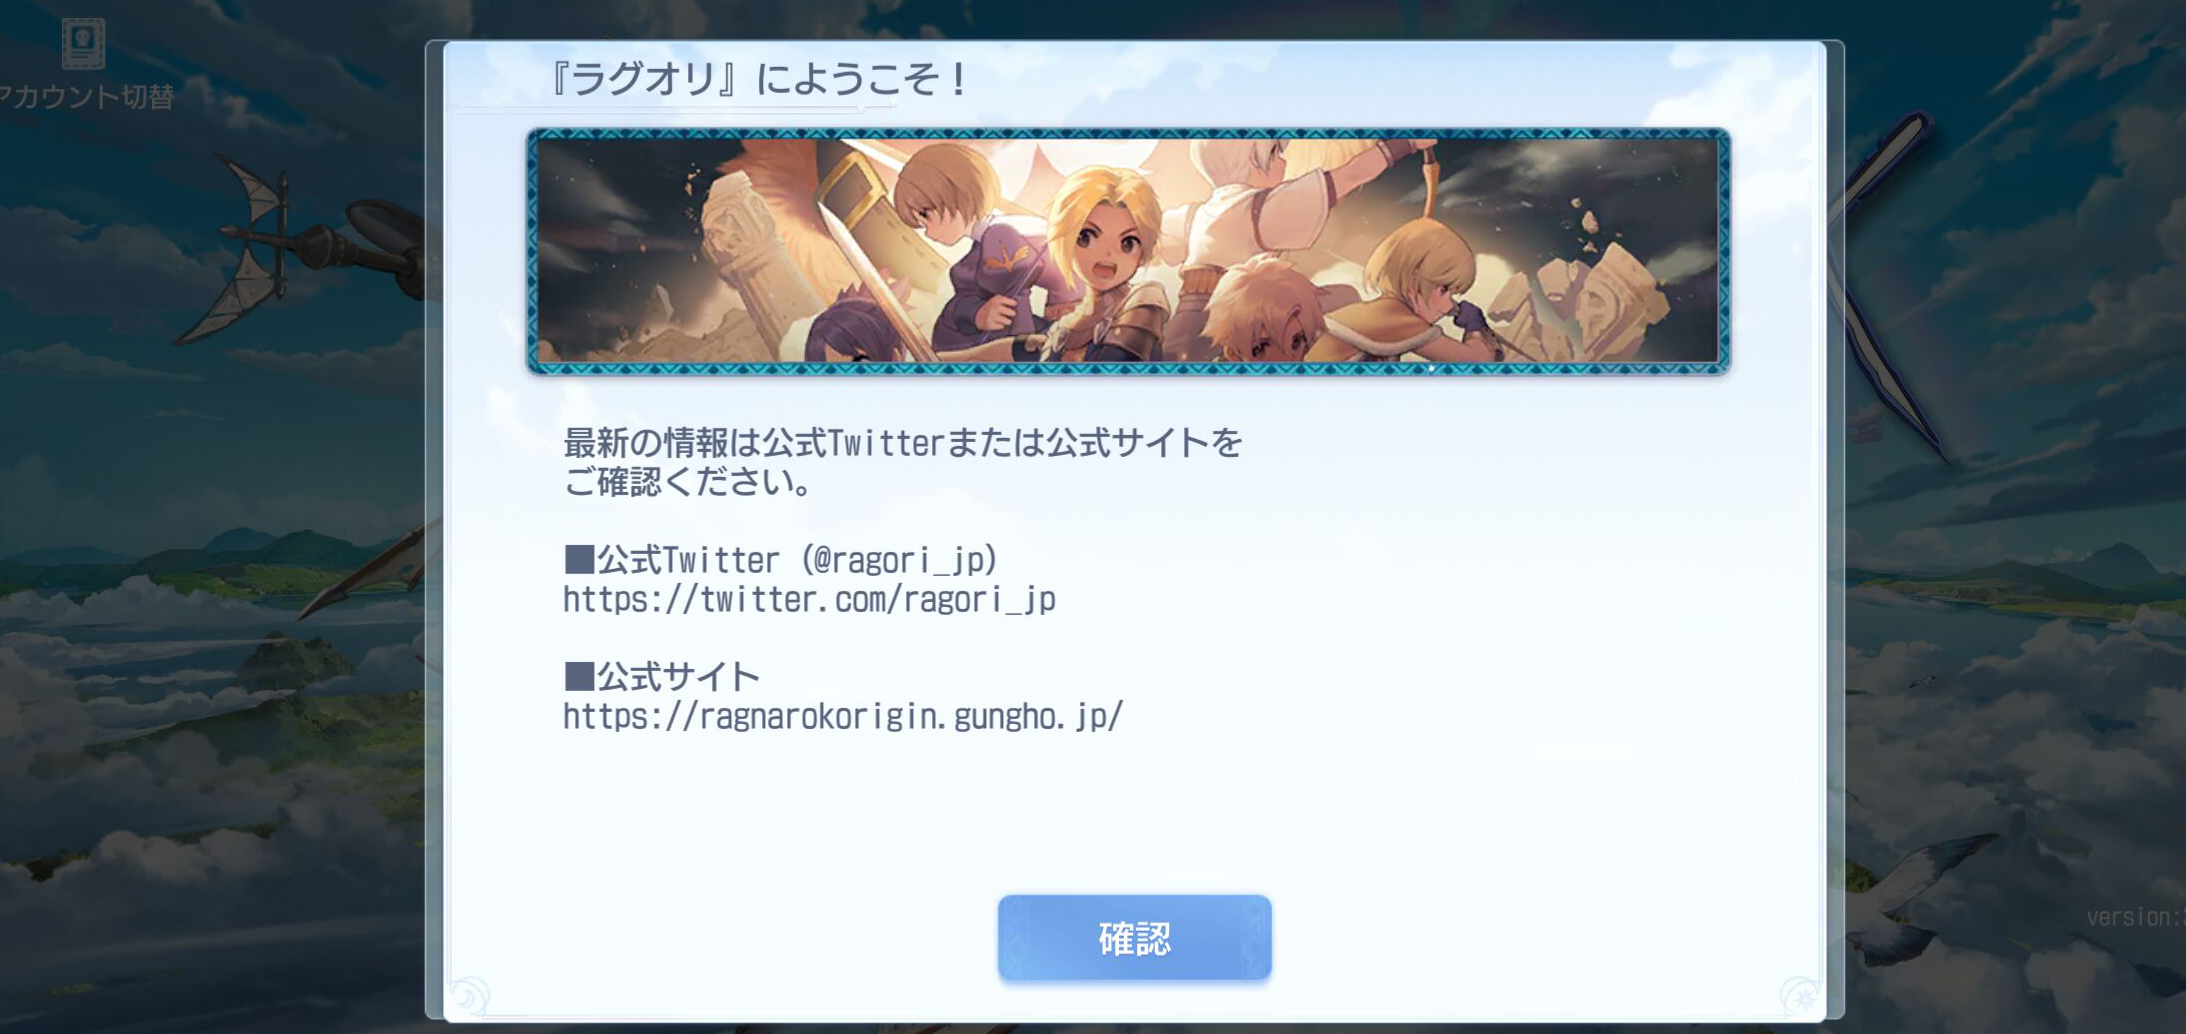 アカウント切替
『ラグオリ』にようこそ！
最新の情報は公式Twitterまたは公式サイトを
ご確認ください。
■公式Twitter (@ragori_jp)
https://twitter.com/ragori_jp
■公式サイト
https://ragnarokorigin.gungho.jp/
確認
version: